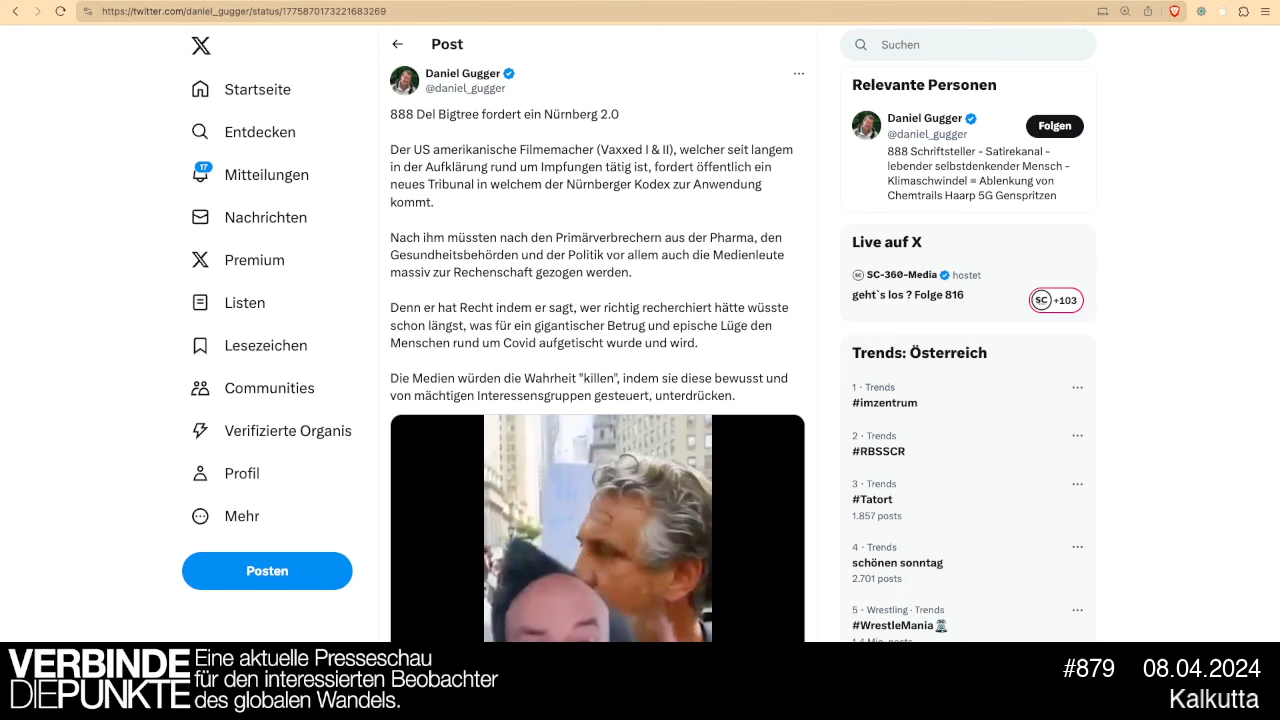 https://twitter.com/daniel_gugger/status/1775870173221683269
Startseite
Entdecken
17
Mitteilungen
Nachrichten
Premium
Listen
Lesezeichen
Communities
Verifizierte Organis
Profil
Mehr
Posten
Post
Daniel Gugger
@daniel_gugger
888 Del Bigtree fordert ein Nürnberg 2.0
Der US amerikanische Filmemacher (Vaxxed I & II), welcher seit langem
in der Aufklärung rund um Impfungen tätig ist, fordert öffentlich ein
neues Tribunal in welchem der Nürnberger Kodex zur Anwendung
kommt.
Nach ihm müssten nach den Primärverbrechern aus der Pharma, den
Gesundheitsbehörden und der Politik vor allem auch die Medienleute
massiv zur Rechenschaft gezogen werden.
Denn er hat Recht indem er sagt, wer richtig recherchiert hätte wüsste
schon längst, was für ein gigantischer Betrug und epische Lüge den
Menschen rund um Covid aufgetischt wurde und wird.
Die Medien würden die Wahrheit "killen", indem sie diese bewusst und
von mächtigen Interessensgruppen gesteuert, unterdrücken.
Suchen
Relevante Personen
Daniel Gugger
@daniel_gugger
Folgen
888 Schriftsteller - Satirekanal -
lebender selbstdenkender Mensch -
Klimaschwindel = Ablenkung von
Chemtrails Haarp 5G Genspritzen
Live auf X
SC SC-360-Media hostet
geht`s los ? Folge 816
SC +103
Trends: Österreich
1 · Trends
#imzentrum
2 · Trends
#RBSSCR
3 · Trends
#Tatort
1.857 posts
4 · Trends
schönen sonntag
2.701 posts
5 · Wrestling · Trends
#WrestleMania
1,4 Mio. posts
VERBINDE
DIEPUNKTE
Eine aktuelle Presseschau
für den interessierten Beobachter
des globalen Wandels.
#879 08.04.2024
Kalkutta